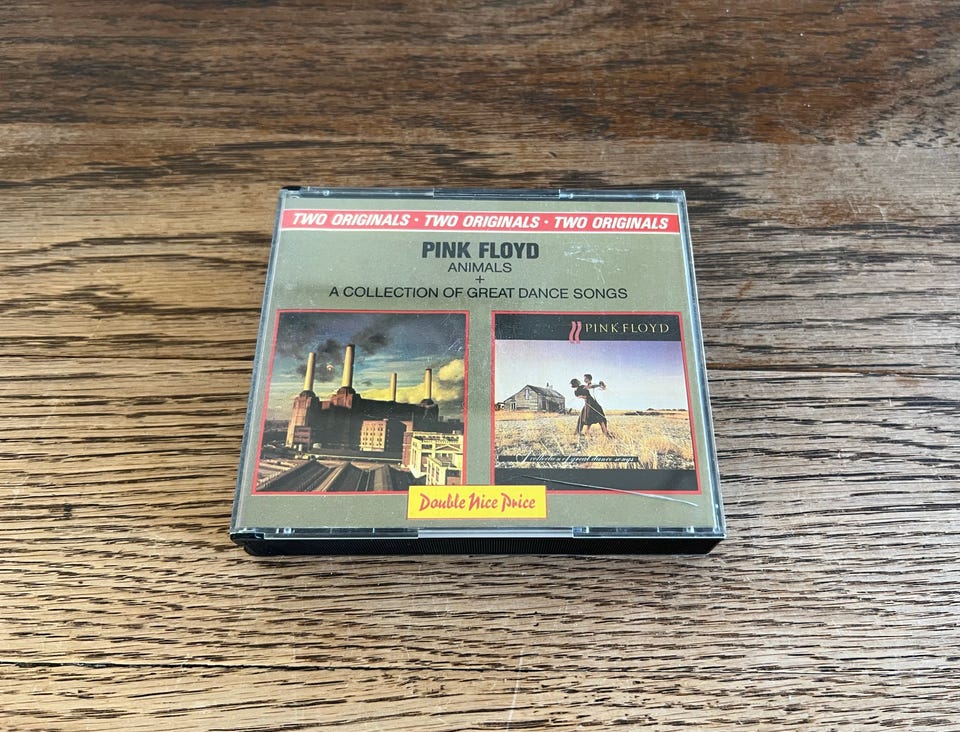 TWO ORIGINALS · TWO ORIGINALS · TWO ORIGINALS
PINK FLOYD
ANIMALS
+
A COLLECTION OF GREAT DANCE SONGS
PINK FLOYD
A collection of great dance songs
Double Nice Price